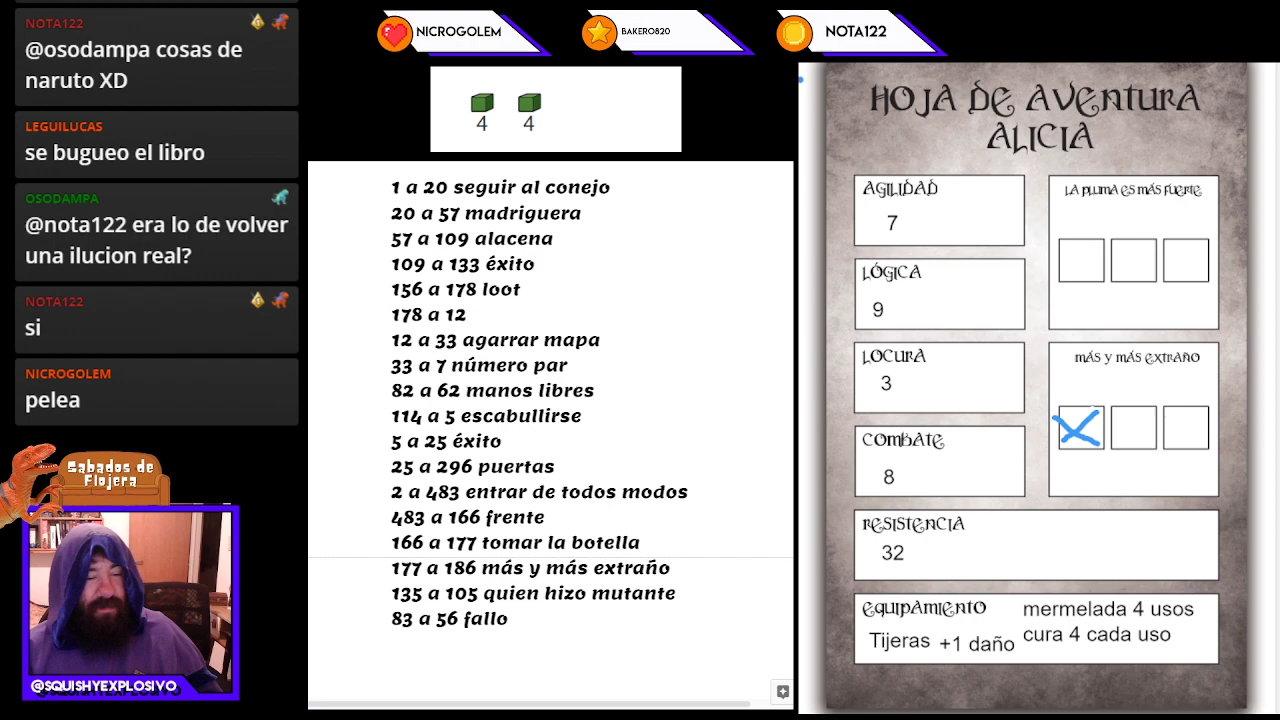 NOTA122
@osodampa cosas de
naruto XD
LEGUILUCAS
se bugueo el libro
OSODAMPA
@nota122 era lo de volver
una ilucion real?
NOTA122
si
NICROGOLEM
pelea
Sabados de
Flojera
@SQUISHYEXPLOSIVO
NICROGOLEM
BAKERO820
NOTA122
4 4
1 a 20 seguir al conejo
20 a 57 madriguera
57 a 109 alacena
109 a 133 éxito
156 a 178 loot
178 a 12
12 a 33 agarrar mapa
33 a 7 número par
82 a 62 manos libres
114 a 5 escabullirse
5 a 25 éxito
25 a 296 puertas
2 a 483 entrar de todos modos
483 a 166 frente
166 a 177 tomar la botella
177 a 186 más y más extraño
135 a 105 quien hizo mutante
83 a 56 fallo
HOJA DE AVENTURA
ALICIA
AGILIDAD
7
LÓGICA
9
LOCURA
3
COMBATE
8
LA PLUMA ES MÁS FUERTE
MÁS Y MÁS EXTRAÑO
RESISTENCIA
32
EQUIPAMIENTO
Tijeras +1 daño
mermelada 4 usos
cura 4 cada uso